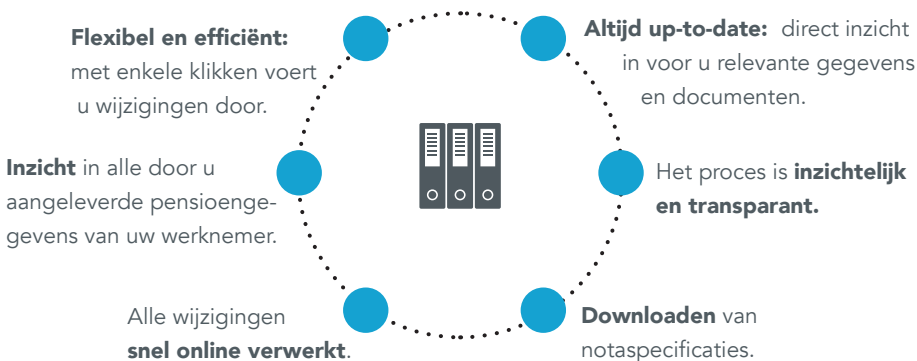 Flexibel en efficiënt:
met enkele klikken voert
u wijzigingen door.
Altijd up-to-date: direct inzicht
in voor u relevante gegevens
en documenten.
Inzicht in alle door u
aangeleverde pensioenge-
gevens van uw werknemer.
Het proces is inzichtelijk
en transparant.
Alle wijzigingen
snel online verwerkt.
Downloaden van
notaspecificaties.